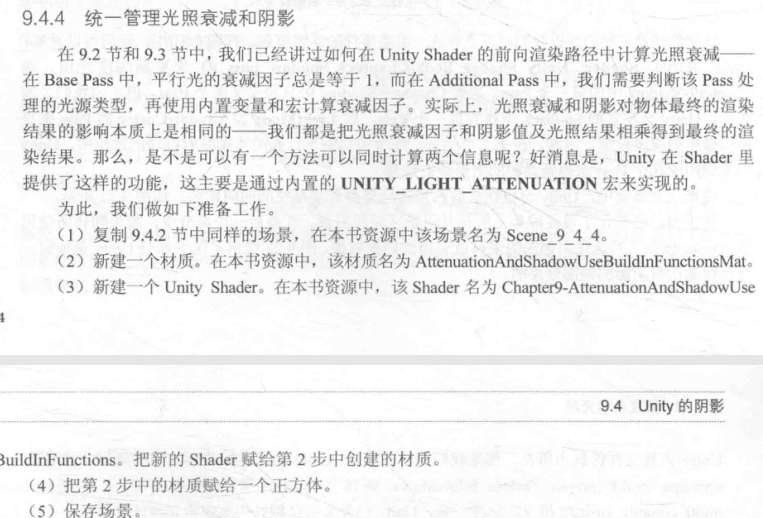 9.4.4 统一管理光照衰减和阴影
在 9.2 节和 9.3 节中，我们已经讲过如何在 Unity Shader 的前向渲染路径中计算光照衰减——
在 Base Pass 中，平行光的衰减因子总是等于 1，而在 Additional Pass 中，我们需要判断该 Pass 处
理的光源类型，再使用内置变量和宏计算衰减因子。实际上，光照衰减和阴影对物体最终的渲染
结果的影响本质上是相同的——我们都是把光照衰减因子和阴影值及光照结果相乘得到最终的渲
染结果。那么，是不是可以有一个方法可以同时计算两个信息呢？好消息是，Unity 在 Shader 里
提供了这样的功能，这主要是通过内置的 UNITY_LIGHT_ATTENUATION 宏来实现的。
为此，我们做如下准备工作。
（1）复制 9.4.2 节中同样的场景，在本书资源中该场景名为 Scene_9_4_4。
（2）新建一个材质。在本书资源中，该材质名为 AttenuationAndShadowUseBuildInFunctionsMat。
（3）新建一个 Unity Shader。在本书资源中，该 Shader 名为 Chapter9-AttenuationAndShadowUse
4
9.4 Unity 的阴影
BuildInFunctions。把新的 Shader 赋给第 2 步中创建的材质。
（4）把第 2 步中的材质赋给一个正方体。
（5）保存场景。